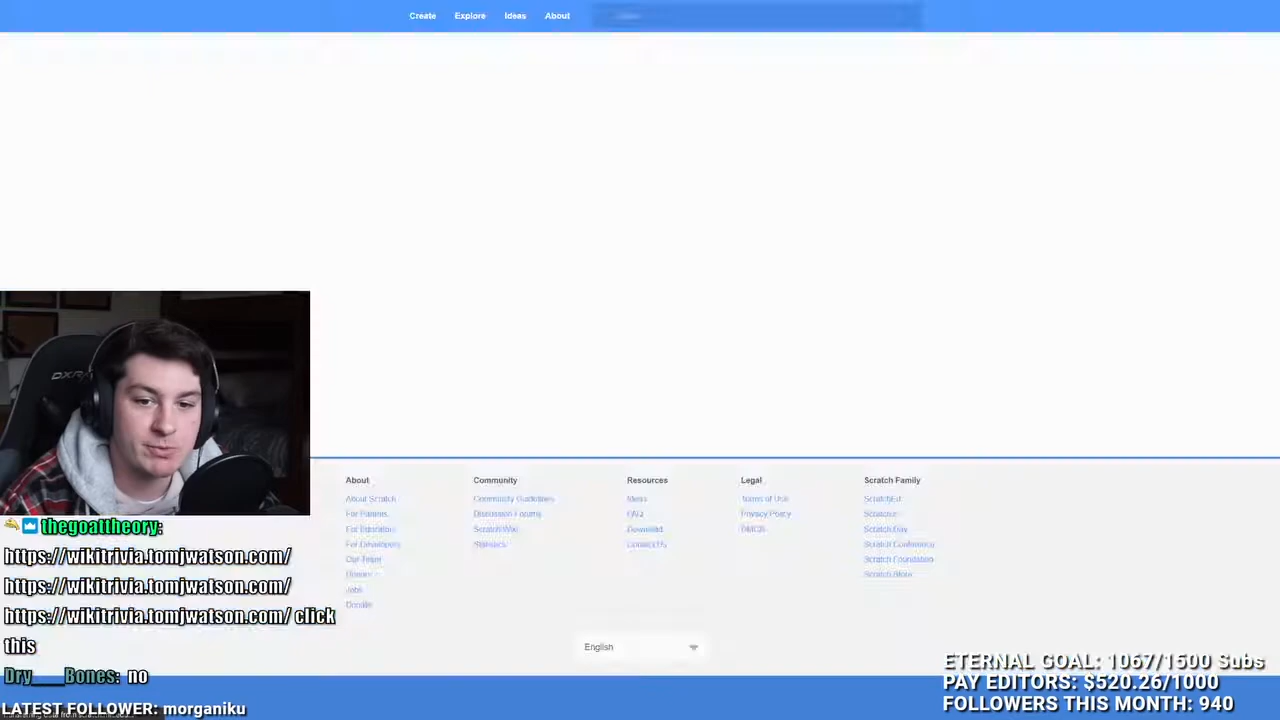 Create Explore Ideas About
About Community Resources Legal Scratch Family
About Scratch Community Guidelines Ideas Terms of Use ScratchEd
For Parents Discussion Forums FAQ Privacy Policy ScratchJr
For Educators Scratch Wiki Download DMCA Scratch Day
For Developers Statistics Contact Us Scratch Conference
Our Team Scratch Foundation
Donors Scratch Store
Jobs
Donate
English
DXR
thegoattheory:
https://wikitrivia.tomjwatson.com/
https://wikitrivia.tomjwatson.com/
https://wikitrivia.tomjwatson.com/ click
this
Dry___Bones: no
LATEST FOLLOWER: morganiku
ETERNAL GOAL: 1067/1500 Subs
PAY EDITORS: $520.26/1000
FOLLOWERS THIS MONTH: 940